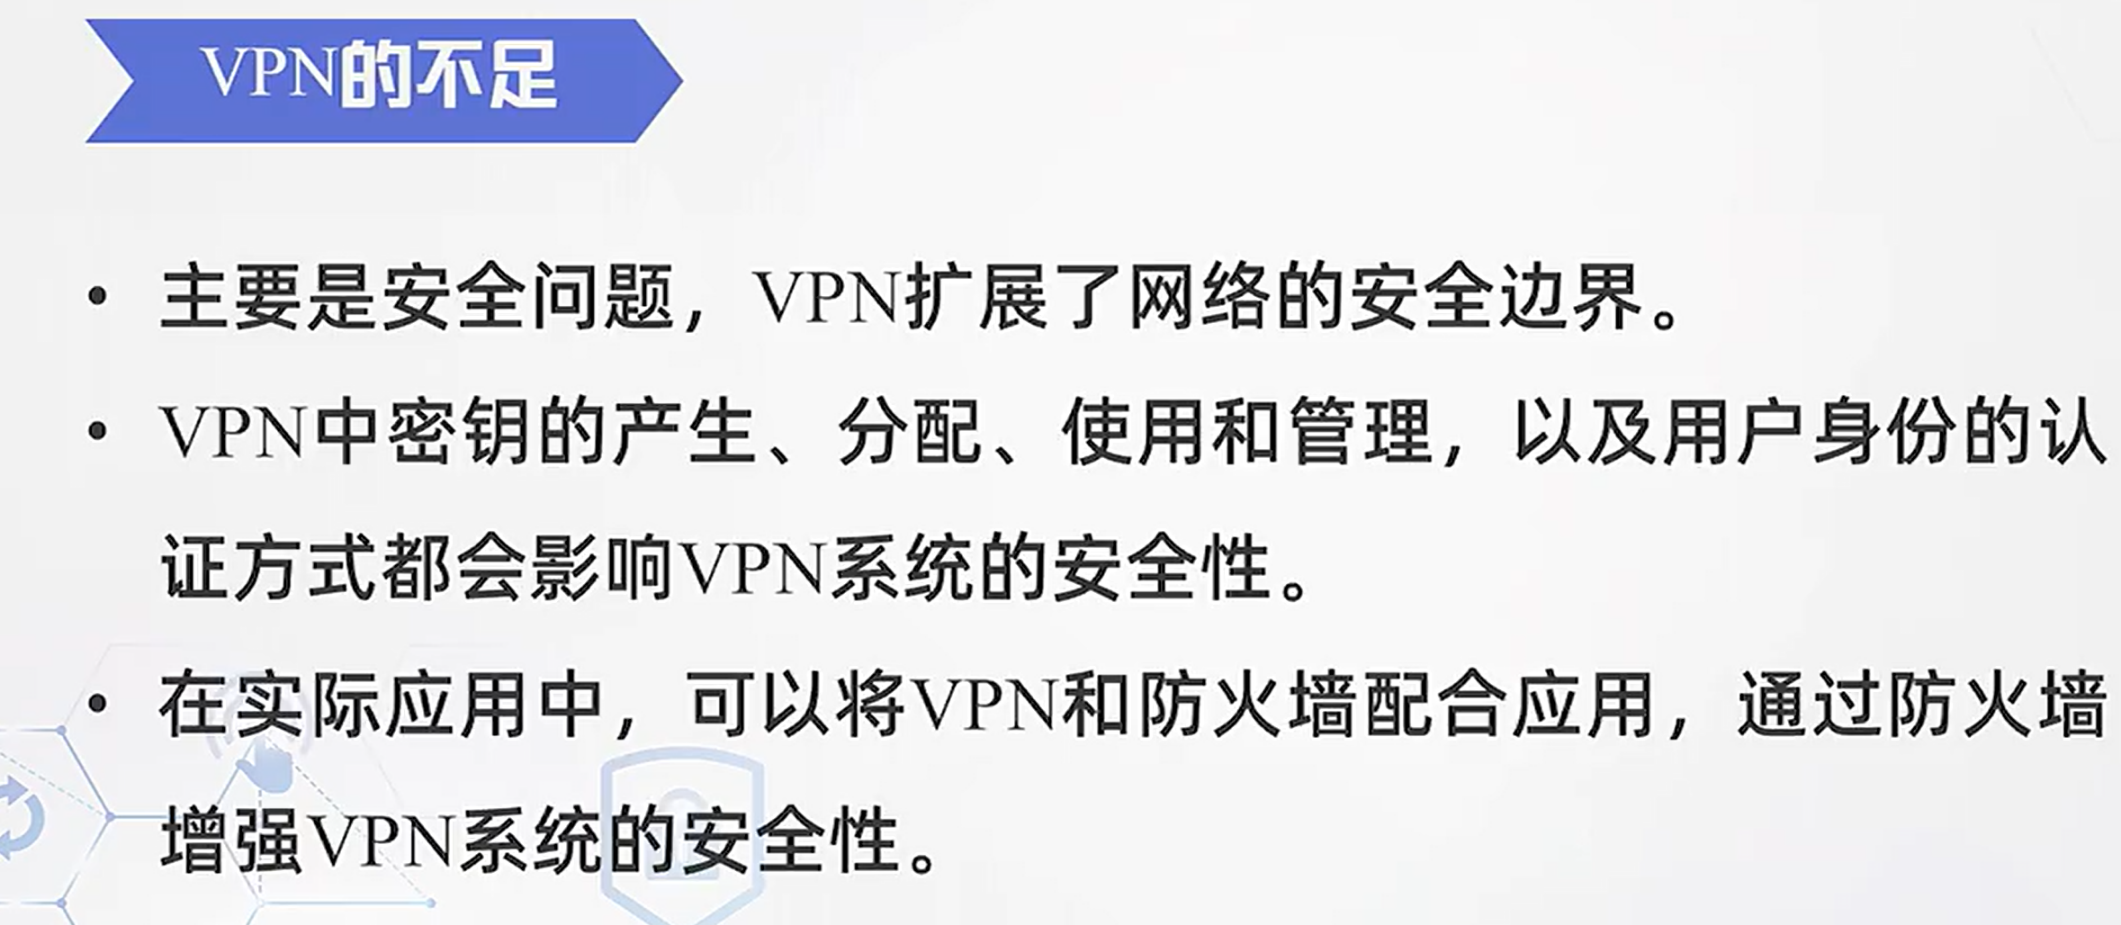 VPN的不足
• 主要是安全问题，VPN扩展了网络的安全边界。
• VPN中密钥的产生、分配、使用和管理，以及用户身份的认
证方式都会影响VPN系统的安全性。
• 在实际应用中，可以将VPN和防火墙配合应用，通过防火墙
增强VPN系统的安全性。